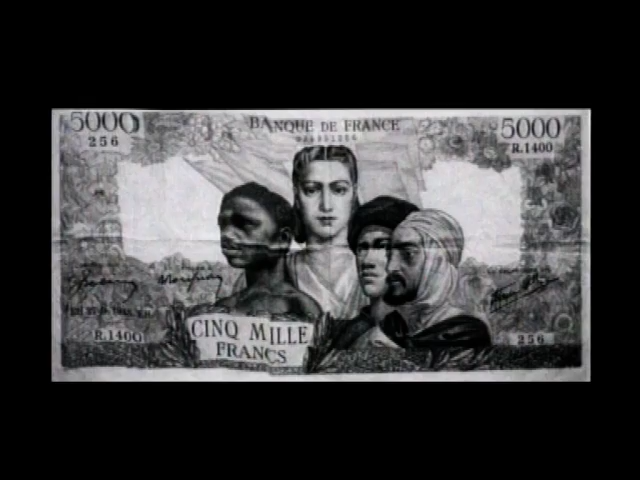 5000
256
BANQUE DE FRANCE
5000
R.1400
R.1400
CINQ MILLE
FRANCS
256